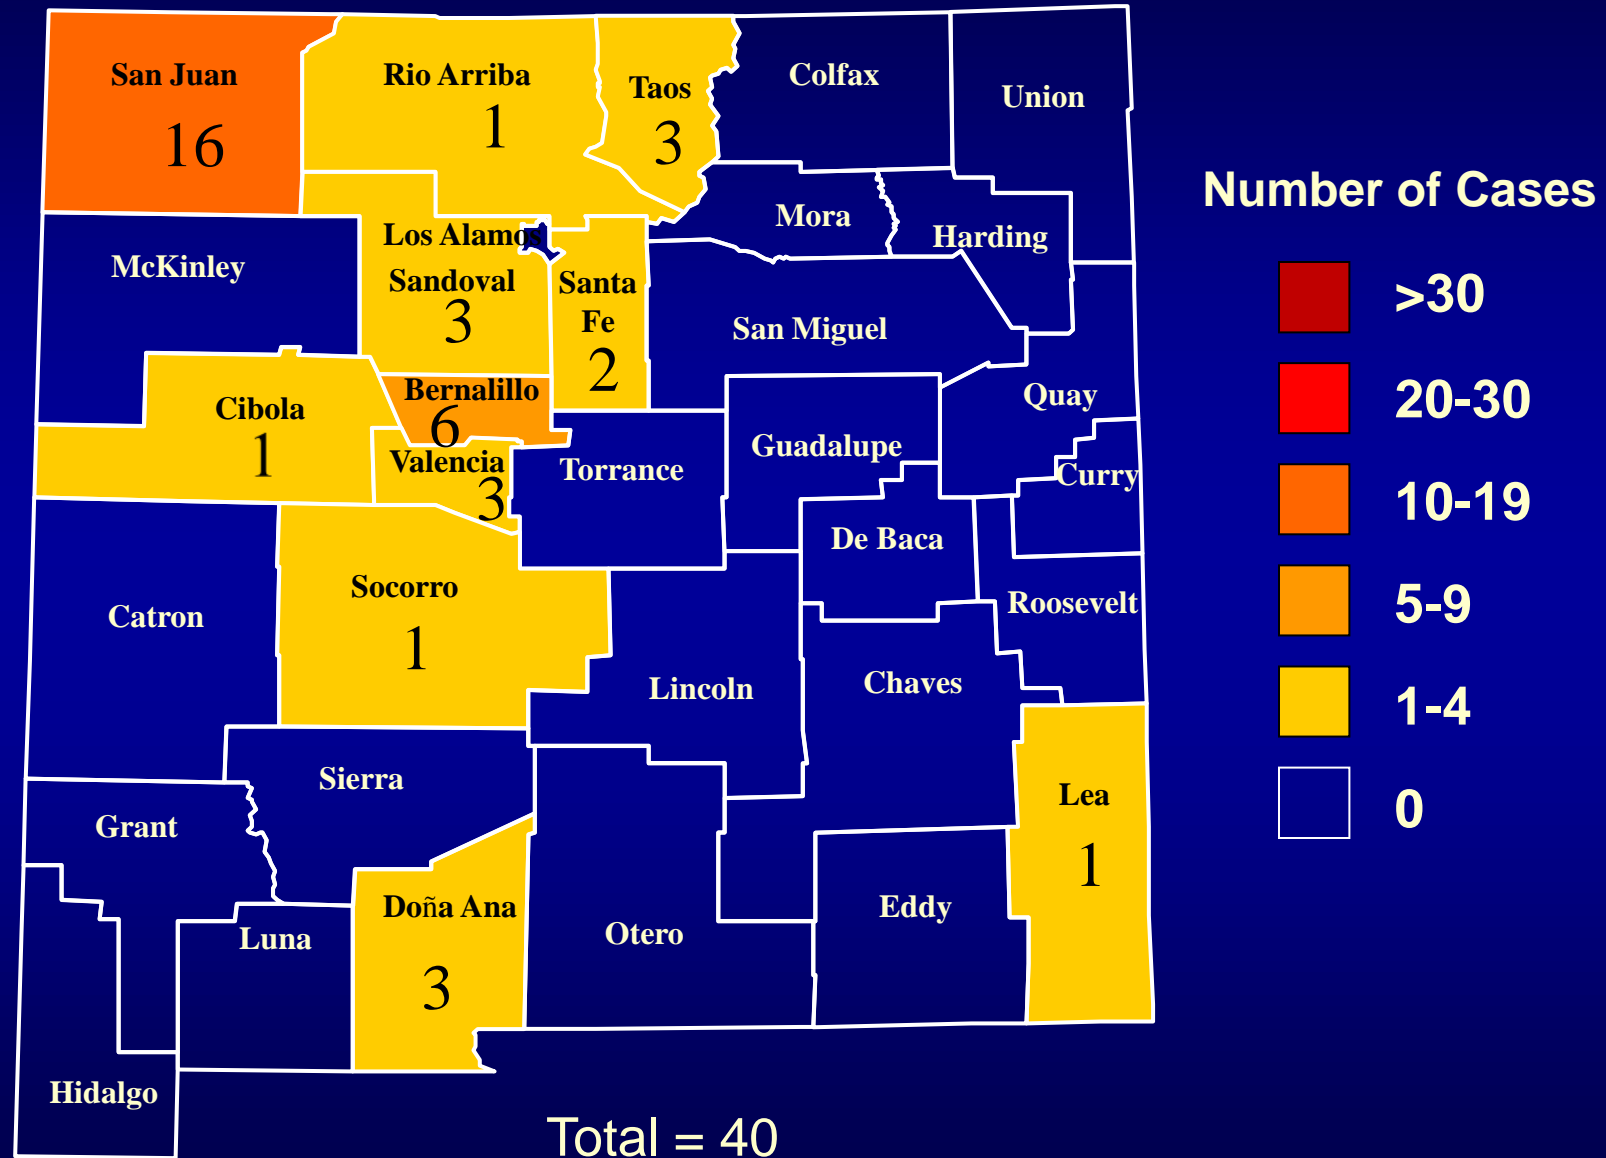 San Juan
16
Rio Arriba
1
Taos
3
Colfax
Union
Mora
Harding
McKinley
Los Alamos
Sandoval
3
Santa
Fe
2
San Miguel
Quay
Cibola
1
Bernalillo
6
Valencia
3
Torrance
Guadalupe
Curry
De Baca
Roosevelt
Catron
Socorro
1
Lincoln
Chaves
Sierra
Grant
Lea
1
Luna
Doña Ana
3
Otero
Eddy
Hidalgo
Total = 40
Number of Cases
>30
20-30
10-19
5-9
1-4
0